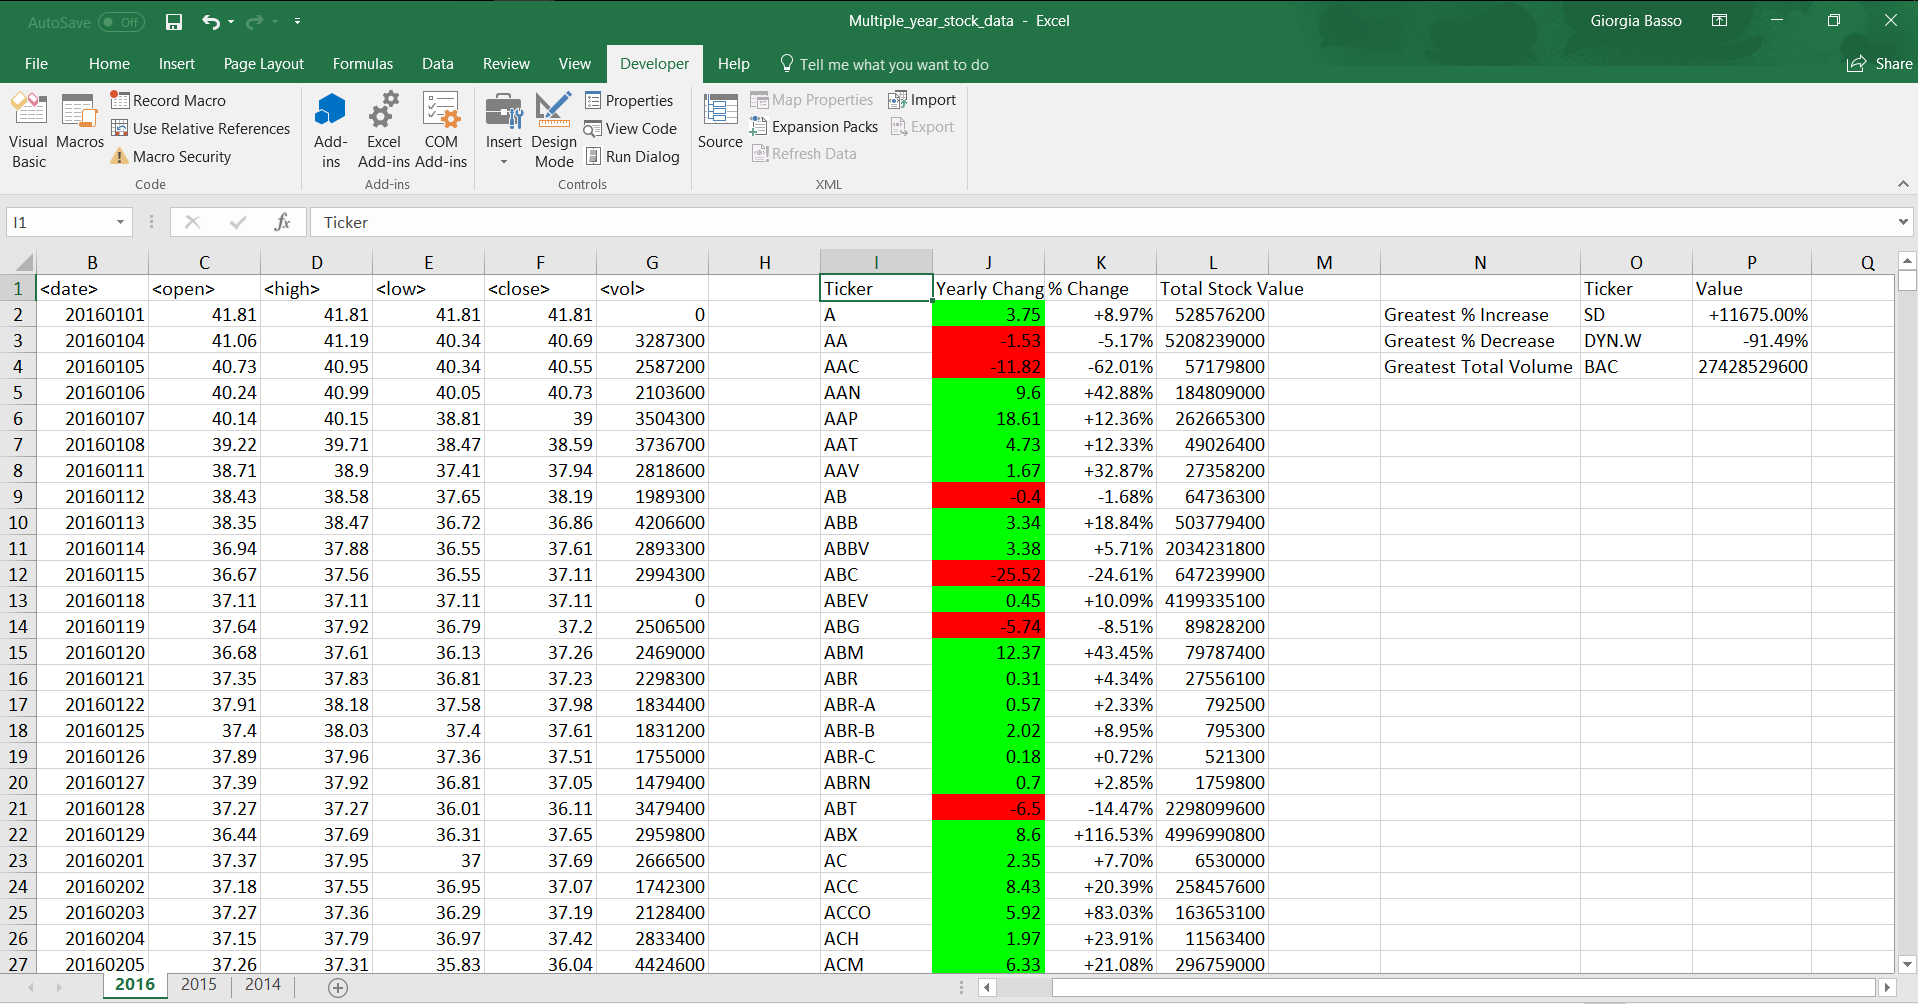 AutoSave Off Multiple_year_stock_data - Excel Giorgia Basso
File Home Insert Page Layout Formulas Data Review View Developer Help Tell me what you want to do Share
Visual Basic
Macros
Record Macro
Use Relative References
Macro Security
Code
Add-ins
Excel Add-ins
COM Add-ins
Add-ins
Insert
Design Mode
Properties
View Code
Run Dialog
Controls
Source
Map Properties
Expansion Packs
Refresh Data
Import
Export
XML
I1 fx Ticker
B C D E F G H I J K L M N O P Q
1 <date> <open> <high> <low> <close> <vol> Ticker Yearly Chang % Change Total Stock Value Ticker Value
2 20160101 41.81 41.81 41.81 41.81 0 A 3.75 +8.97% 528576200 Greatest % Increase SD +11675.00%
3 20160104 41.06 41.19 40.34 40.69 3287300 AA -1.53 -5.17% 5208239000 Greatest % Decrease DYN.W -91.49%
4 20160105 40.73 40.95 40.34 40.55 2587200 AAC -11.82 -62.01% 57179800 Greatest Total Volume BAC 27428529600
5 20160106 40.24 40.99 40.05 40.73 2103600 AAN 9.6 +42.88% 184809000
6 20160107 40.14 40.15 38.81 39 3504300 AAP 18.61 +12.36% 262665300
7 20160108 39.22 39.71 38.47 38.59 3736700 AAT 4.73 +12.33% 49026400
8 20160111 38.71 38.9 37.41 37.94 2818600 AAV 1.67 +32.87% 27358200
9 20160112 38.43 38.58 37.65 38.19 1989300 AB -0.4 -1.68% 64736300
10 20160113 38.35 38.47 36.72 36.86 4206600 ABB 3.34 +18.84% 503779400
11 20160114 36.94 37.88 36.55 37.61 2893300 ABBV 3.38 +5.71% 2034231800
12 20160115 36.67 37.56 36.55 37.11 2994300 ABC -25.52 -24.61% 647239900
13 20160118 37.11 37.11 37.11 37.11 0 ABEV 0.45 +10.09% 4199335100
14 20160119 37.64 37.92 36.79 37.2 2506500 ABG -5.74 -8.51% 89828200
15 20160120 36.68 37.61 36.13 37.26 2469000 ABM 12.37 +43.45% 79787400
16 20160121 37.35 37.83 36.81 37.23 2298300 ABR 0.31 +4.34% 27556100
17 20160122 37.91 38.18 37.58 37.98 1834400 ABR-A 0.57 +2.33% 792500
18 20160125 37.4 38.03 37.4 37.61 1831200 ABR-B 2.02 +8.95% 795300
19 20160126 37.89 37.96 37.36 37.51 1755000 ABR-C 0.18 +0.72% 521300
20 20160127 37.39 37.92 36.81 37.05 1479400 ABRN 0.7 +2.85% 1759800
21 20160128 37.27 37.27 36.01 36.11 3479400 ABT -6.5 -14.47% 2298099600
22 20160129 36.44 37.69 36.31 37.65 2959800 ABX 8.6 +116.53% 4996990800
23 20160201 37.37 37.95 37 37.69 2666500 AC 2.35 +7.70% 6530000
24 20160202 37.18 37.55 36.95 37.07 1742300 ACC 8.43 +20.39% 258457600
25 20160203 37.27 37.36 36.29 37.19 2128400 ACCO 5.92 +83.03% 163653100
26 20160204 37.15 37.79 36.97 37.42 2833400 ACH 1.97 +23.91% 11563400
27 20160205 37.26 37.31 35.83 36.04 4424600 ACM 6.33 +21.08% 296759000
2016 2015 2014